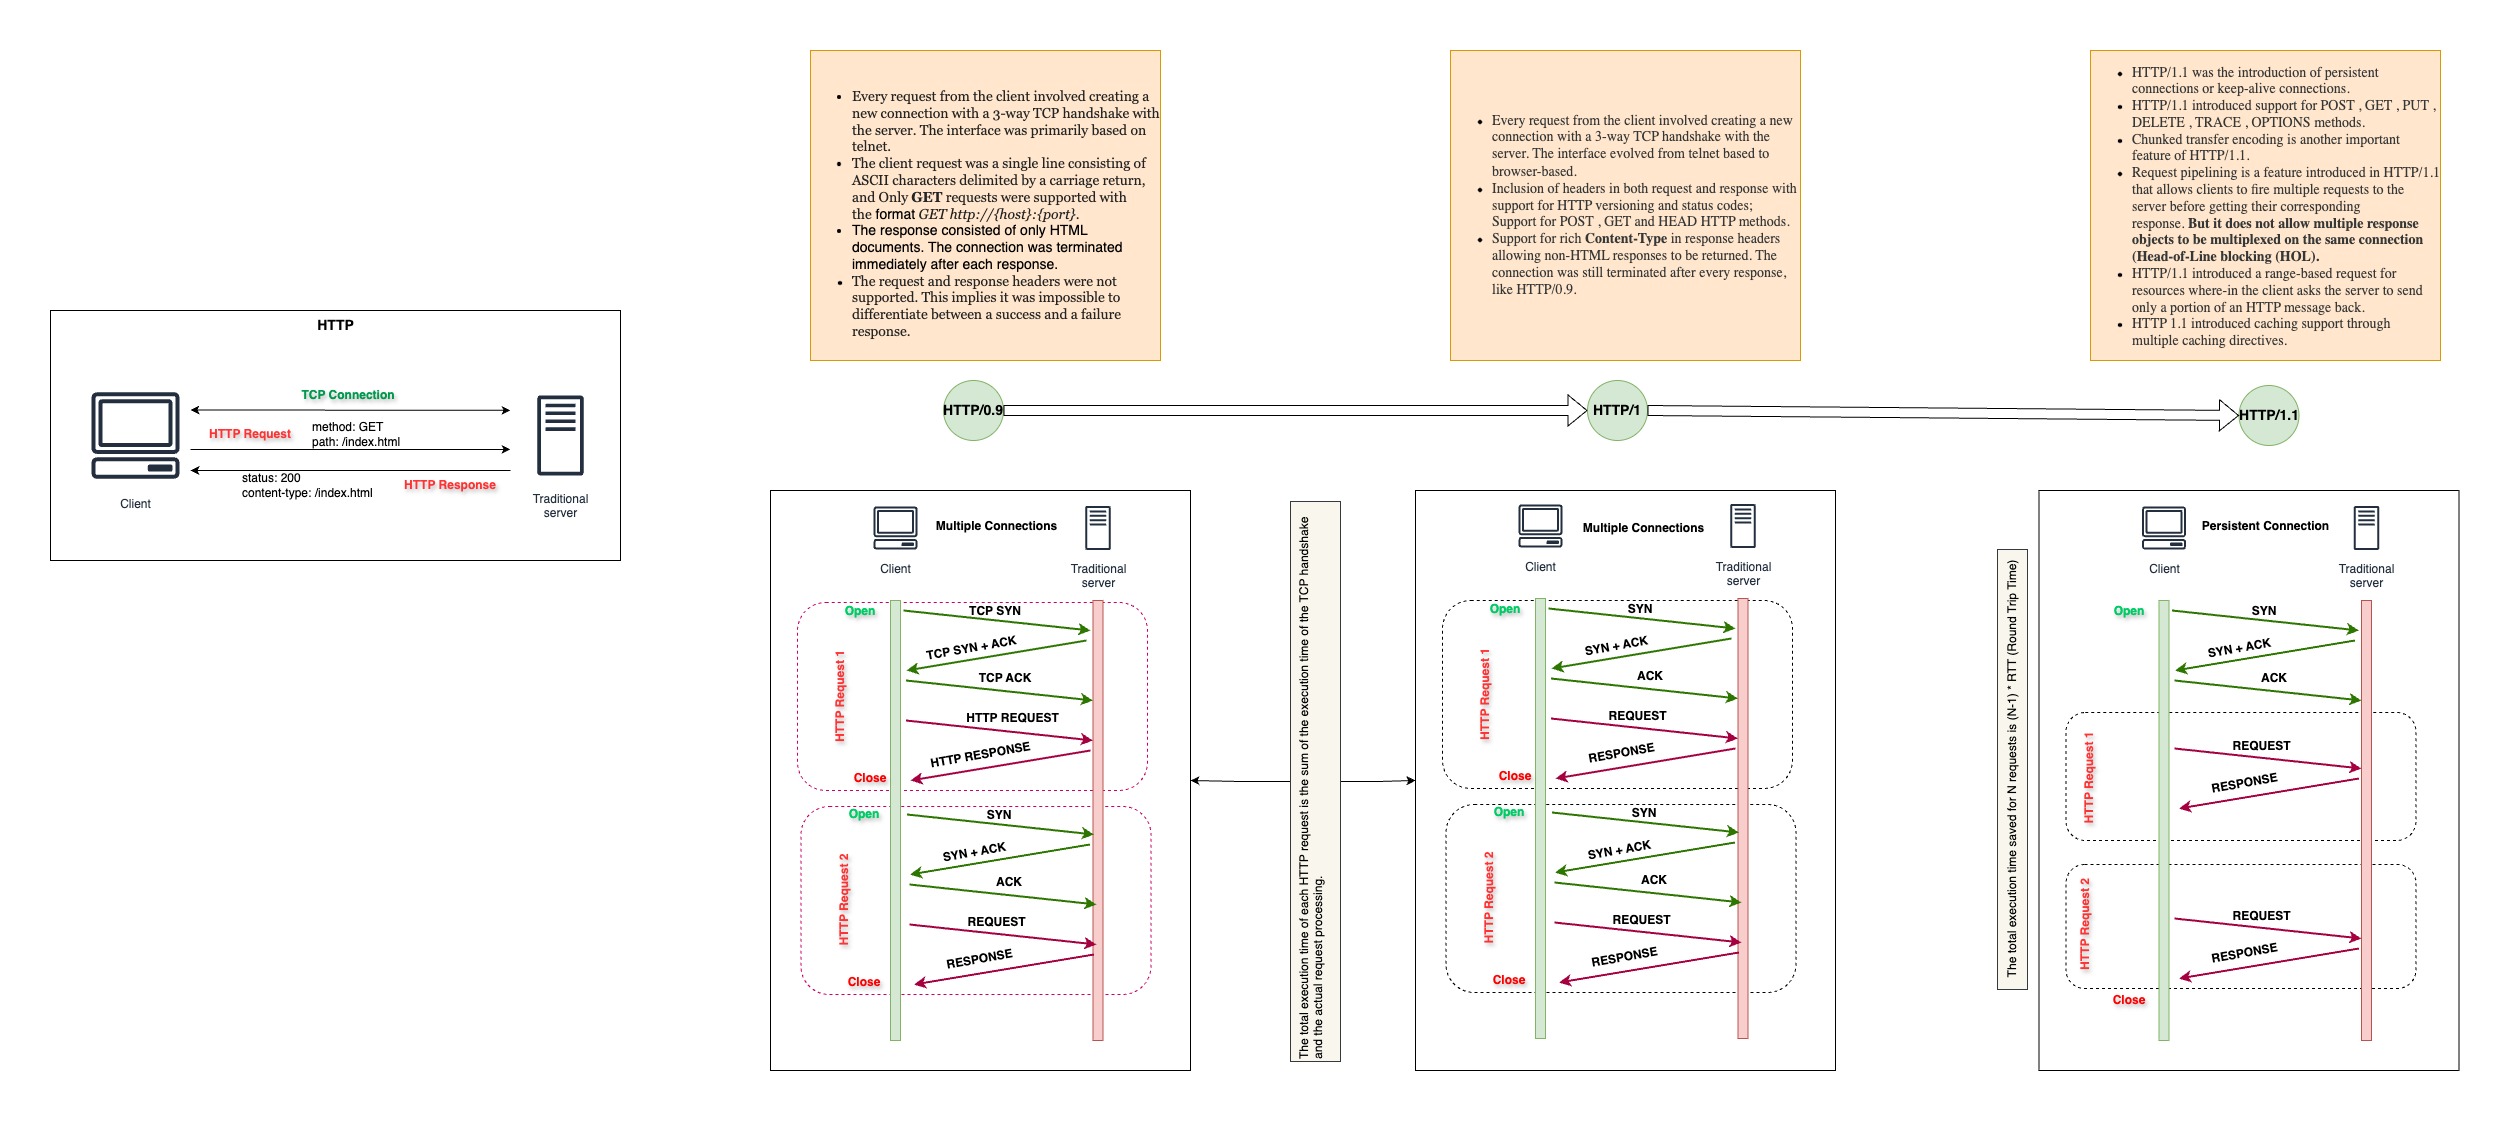 HTTP
TCP Connection
HTTP Request
method: GET
path: /index.html
status: 200
content-type: /index.html
HTTP Response
Client
Traditional
server
• Every request from the client involved creating a
new connection with a 3-way TCP handshake with
the server. The interface was primarily based on
telnet.
• The client request was a single line consisting of
ASCII characters delimited by a carriage return,
and Only GET requests were supported with
the format GET http://{host}:{port}.
• The response consisted of only HTML
documents. The connection was terminated
immediately after each response.
• The request and response headers were not
supported. This implies it was impossible to
differentiate between a success and a failure
response.
• Every request from the client involved creating a new
connection with a 3-way TCP handshake with the
server. The interface evolved from telnet based to
browser-based.
• Inclusion of headers in both request and response with
support for HTTP versioning and status codes;
Support for POST , GET and HEAD HTTP methods.
• Support for rich Content-Type in response headers
allowing non-HTML responses to be returned. The
connection was still terminated after every response,
like HTTP/0.9.
• HTTP/1.1 was the introduction of persistent
connections or keep-alive connections.
• HTTP/1.1 introduced support for POST , GET , PUT ,
DELETE , TRACE , OPTIONS methods.
• Chunked transfer encoding is another important
feature of HTTP/1.1.
• Request pipelining is a feature introduced in HTTP/1.1
that allows clients to fire multiple requests to the
server before getting their corresponding
response. But it does not allow multiple response
objects to be multiplexed on the same connection
(Head-of-Line blocking (HOL).
• HTTP/1.1 introduced a range-based request for
resources where-in the client asks the server to send
only a portion of an HTTP message back.
• HTTP 1.1 introduced caching support through
multiple caching directives.
HTTP/0.9
HTTP/1
HTTP/1.1
Multiple Connections
Client
Traditional
server
Open
TCP SYN
TCP SYN + ACK
TCP ACK
HTTP Request 1
HTTP REQUEST
HTTP RESPONSE
Close
Open
SYN
SYN + ACK
ACK
HTTP Request 2
REQUEST
RESPONSE
Close
The total execution time of each HTTP request is the sum of the execution time of the TCP handshake
and the actual request processing.
Multiple Connections
Client
Traditional
server
Open
SYN
SYN + ACK
ACK
HTTP Request 1
REQUEST
RESPONSE
Close
Open
SYN
SYN + ACK
ACK
HTTP Request 2
REQUEST
RESPONSE
Close
The total execution time saved for N requests is (N-1) * RTT (Round Trip Time)
Persistent Connection
Client
Traditional
server
Open
SYN
SYN + ACK
ACK
HTTP Request 1
REQUEST
RESPONSE
HTTP Request 2
REQUEST
RESPONSE
Close